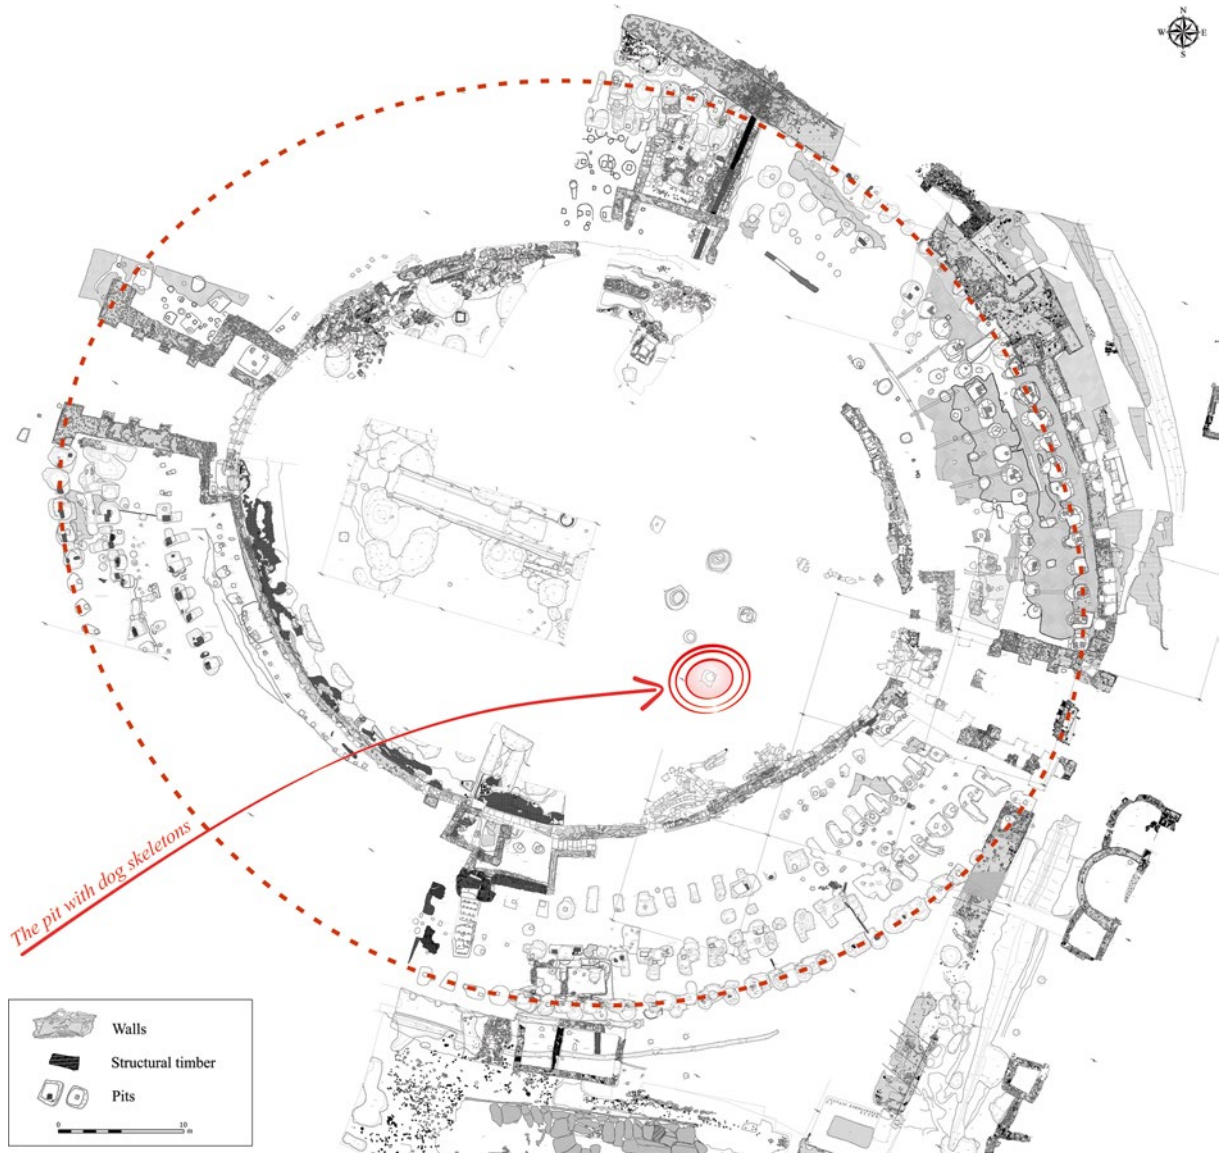 N
W E
S
The pit with dog skeletons
Walls
Structural timber
Pits
0 10
m